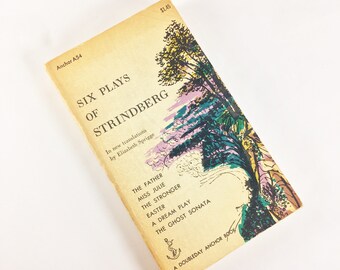 Anchor A54
$1.45
SIX PLAYS
OF
STRINDBERG
In new translations
by Elizabeth Sprigge
THE FATHER
MISS JULIE
THE STRONGER
EASTER
A DREAM PLAY
THE GHOST SONATA
A DOUBLEDAY ANCHOR BOOK